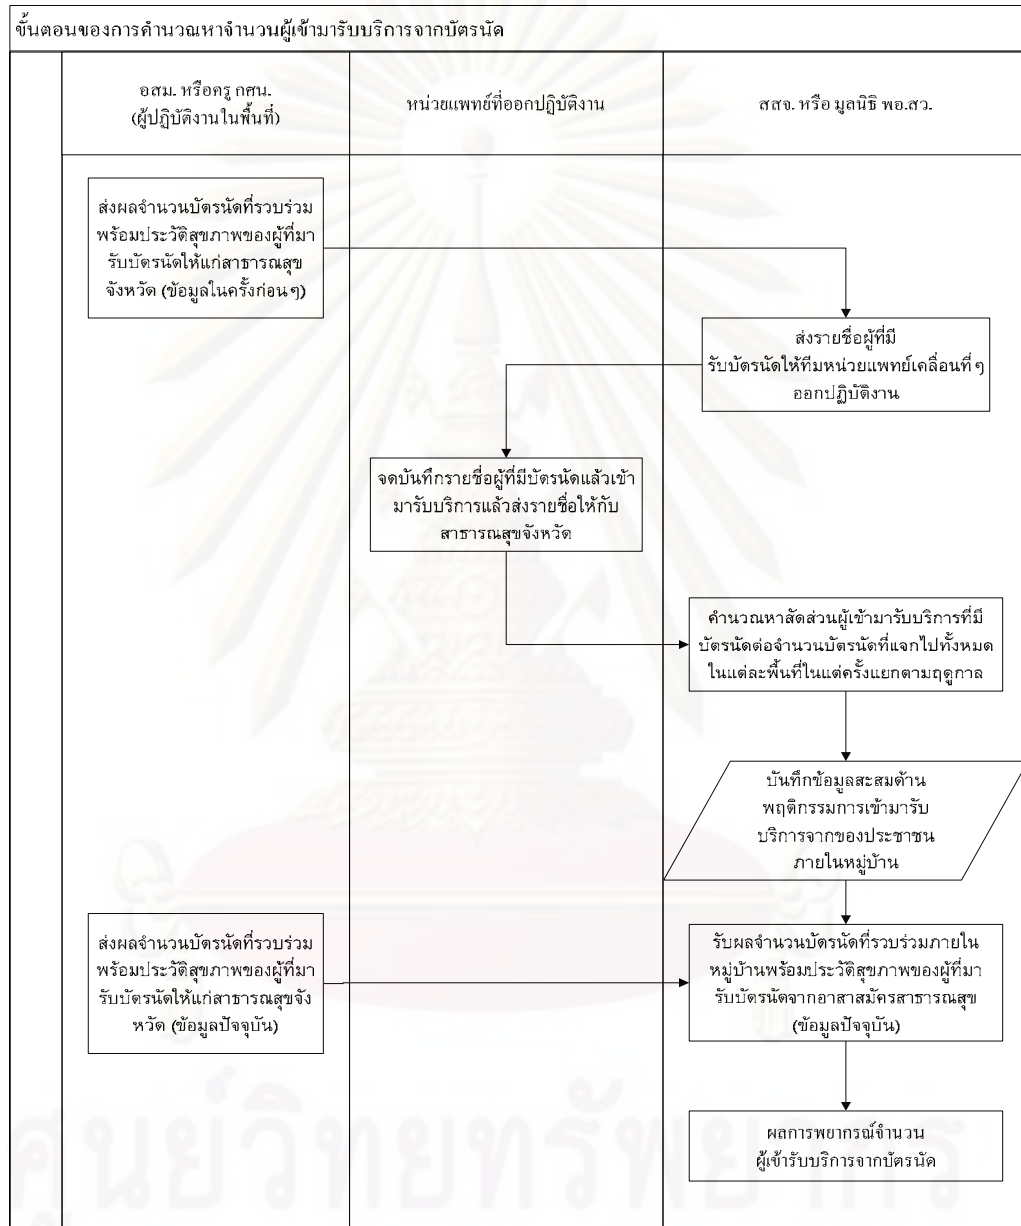 ขั้นตอนของการคำนวณหาจำนวนผู้เข้ามารับบริการจากบัตรนัด
อสม. หรือครู กศน.
(ผู้ปฏิบัติงานในพื้นที่)
หน่วยแพทย์ที่ออกปฏิบัติงาน
สสจ. หรือ มูลนิธิ พอ.สว.
ส่งผลจำนวนบัตรนัดที่รวบร่วม
พร้อมประวัติสุขภาพของผู้ที่มา
รับบัตรนัดให้แก่สาธารณสุข
จังหวัด (ข้อมูลในครั้งก่อนๆ)
ส่งรายชื่อผู้ที่มี
รับบัตรนัดให้ทีมหน่วยแพทย์เคลื่อนที่ๆ
ออกปฏิบัติงาน
จดบันทึกรายชื่อผู้ที่มีบัตรนัดแล้วเข้า
มารับบริการแล้วส่งรายชื่อให้กับ
สาธารณสุขจังหวัด
คำนวณหาสัดส่วนผู้เข้ามารับบริการที่มี
บัตรนัดต่อจำนวนบัตรนัดที่แจกไปทั้งหมด
ในแต่ละพื้นที่ในแต่ครั้งแยกตามฤดูกาล
บันทึกข้อมูลสะสมด้าน
พฤติกรรมการเข้ามารับ
บริการจากของประชาชน
ภายในหมู่บ้าน
ส่งผลจำนวนบัตรนัดที่รวบร่วม
พร้อมประวัติสุขภาพของผู้ที่มา
รับบัตรนัดให้แก่สาธารณสุขจัง
หวัด (ข้อมูลปัจจุบัน)
รับผลจำนวนบัตรนัดที่รวบร่วมภายใน
หมู่บ้านพร้อมประวัติสุขภาพของผู้ที่มา
รับบัตรนัดจากอาสาสมัครสาธารณสุข
(ข้อมูลปัจจุบัน)
ผลการพยากรณ์จำนวน
ผู้เข้ารับบริการจากบัตรนัด
ศูนย์วิทยทรัพยากร